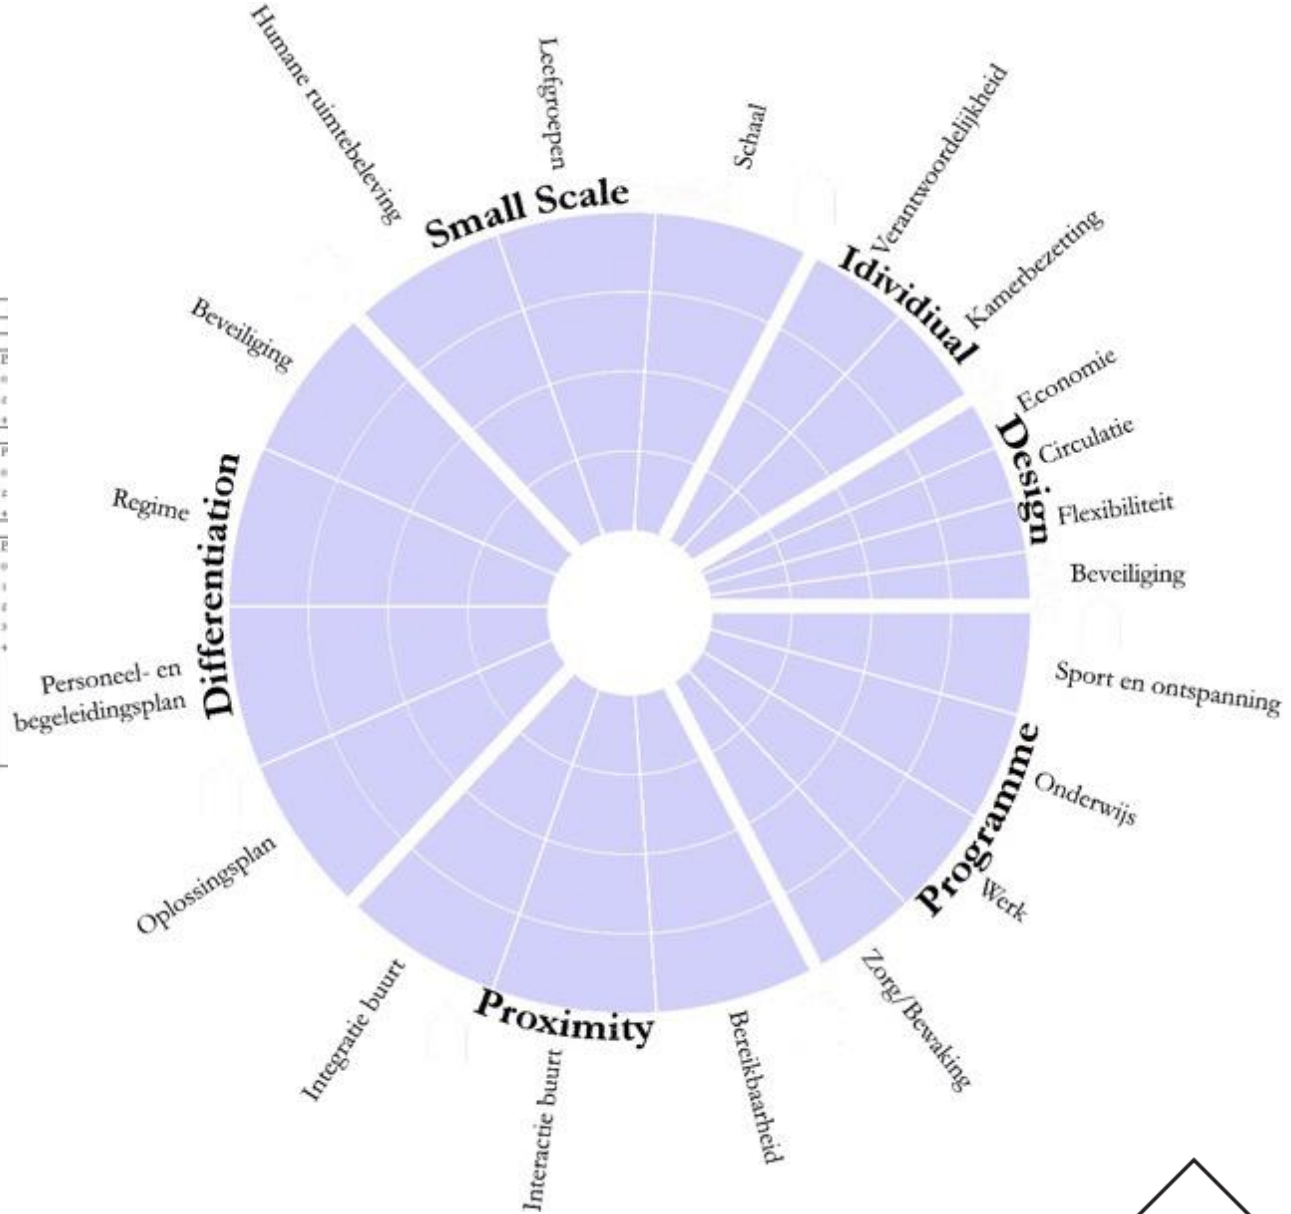 Humane ruimtebeleving
Leefgroepen
Schaal
Small Scale
Verantwoordelijkheid
Kamerbezetting
Idividiual
Economie
Circulatie
Flexibiliteit
Beveiliging
Design
Sport en ontspanning
Onderwijs
Werk
Zorg/Bewaking
Programme
Bereikbaarheid
Interactie buurt
Integratie buurt
Proximity
Oplossingsplan
Personeel- en
begeleidingsplan
Regime
Beveiliging
Differentiation